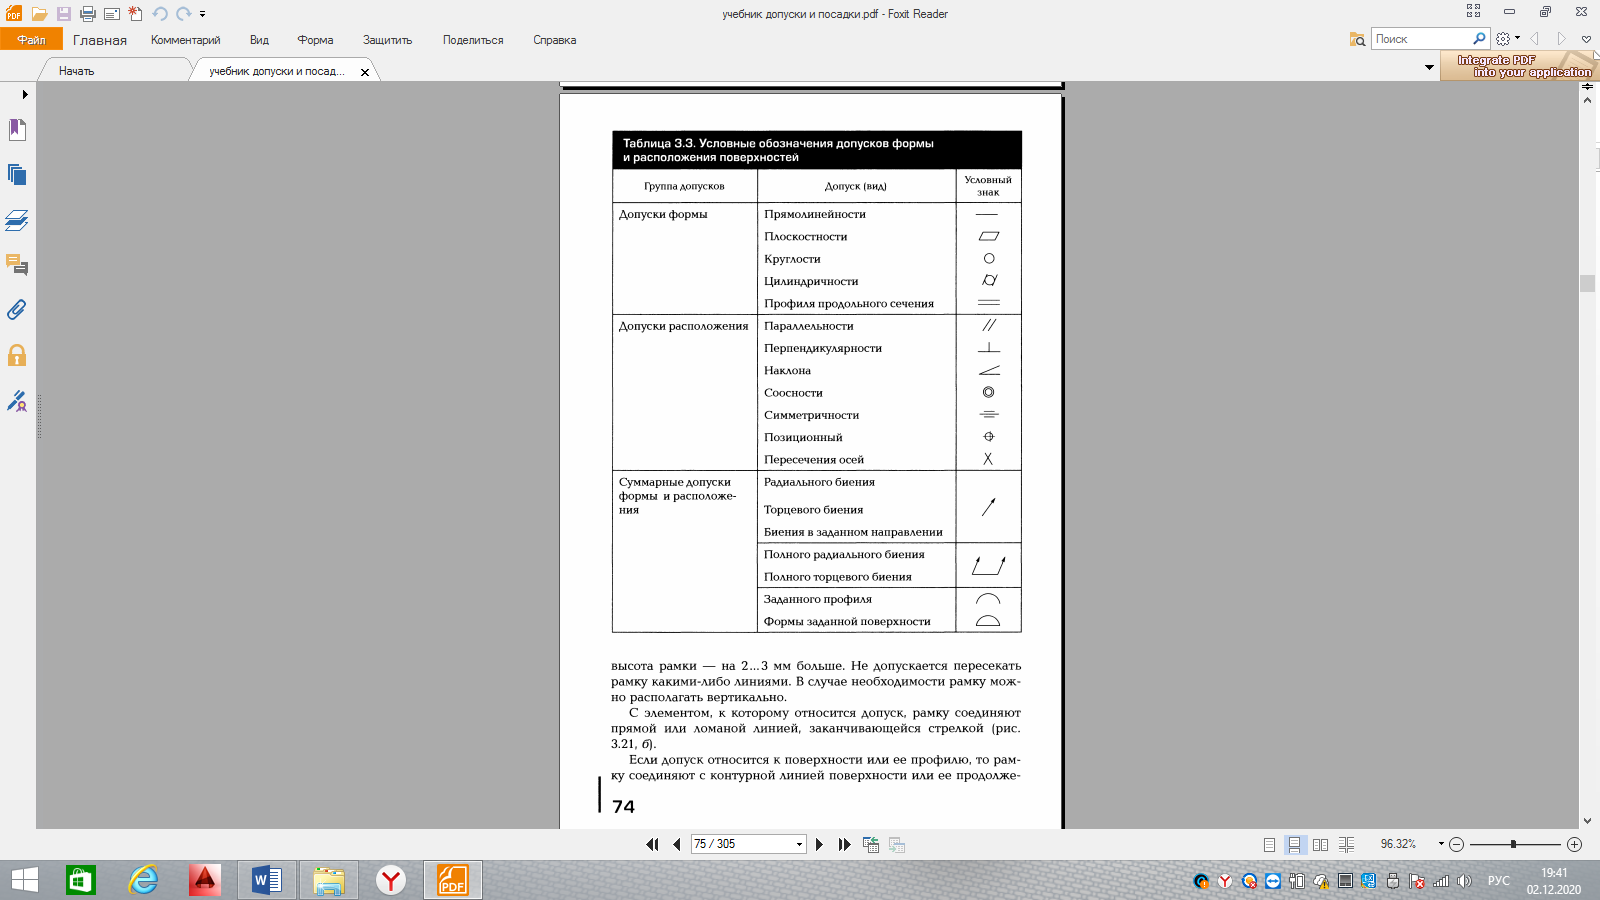 учебник допуски и посадки.pdf - Foxit Reader
Файл Главная Комментарий Вид Форма Защитить Поделиться Справка Поиск
Начать учебник допуски и посад...
Integrate PDF
into your application
Таблица 3.3. Условные обозначения допусков формы
и расположения поверхностей
Группа допусков Допуск (вид) Условный
знак
Допуски формы Прямолинейности
Плоскостности
Круглости
Цилиндричности
Профиля продольного сечения
Допуски расположения Параллельности
Перпендикулярности
Наклона
Соосности
Симметричности
Позиционный
Пересечения осей
Суммарные допуски Радиального биения
формы и расположе-
ния Торцевого биения
Биения в заданном направлении
Полного радиального биения
Полного торцевого биения
Заданного профиля
Формы заданной поверхности
высота рамки — на 2...3 мм больше. Не допускается пересекать
рамку какими-либо линиями. В случае необходимости рамку мож-
но располагать вертикально.
С элементом, к которому относится допуск, рамку соединяют
прямой или ломаной линией, заканчивающейся стрелкой (рис.
3.21, б).
Если допуск относится к поверхности или ее профилю, то рам-
ку соединяют с контурной линией поверхности или ее продолже-
74
75 / 305 96.32%
РУС 19:41
02.12.2020